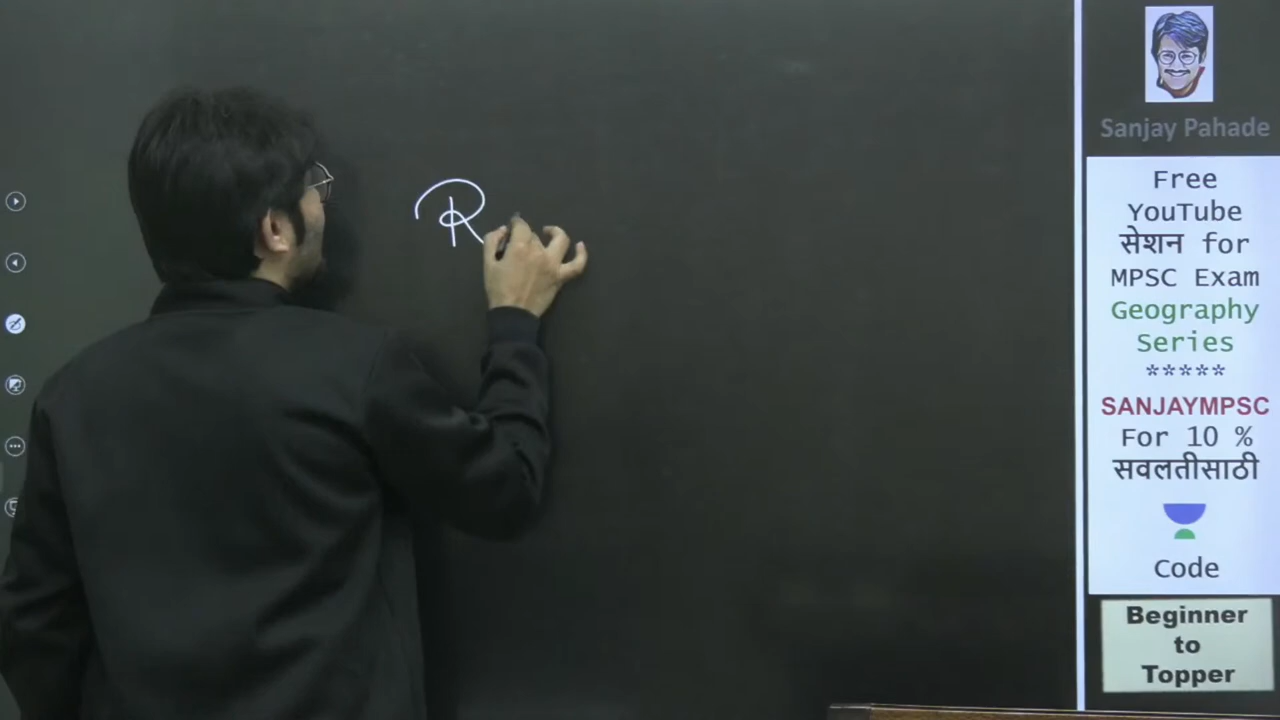 R
Sanjay Pahade
Free
YouTube
सेशन for
MPSC Exam
Geography
Series
*****
SANJAYMPSC
For 10 %
सवलतीसाठी
Code
Beginner
to
Topper